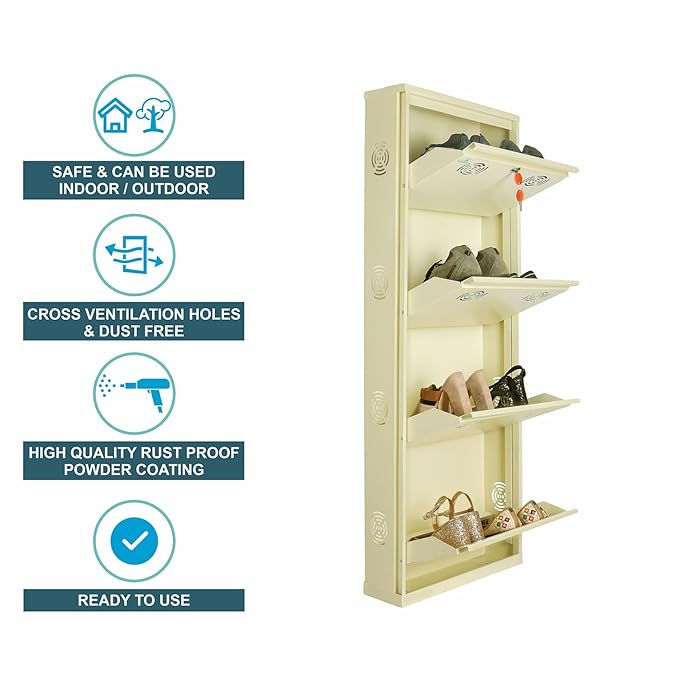 SAFE & CAN BE USED
INDOOR / OUTDOOR
CROSS VENTILATION HOLES
& DUST FREE
HIGH QUALITY RUST PROOF
POWDER COATING
READY TO USE